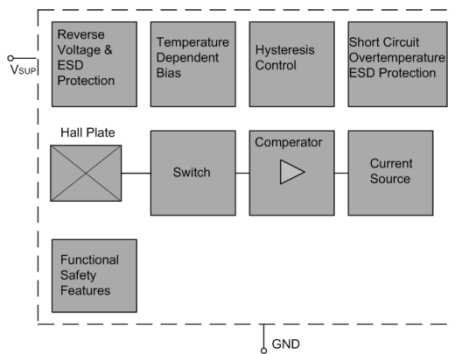 Reverse
Voltage &
ESD
Protection
Temperature
Dependent
Bias
Hysteresis
Control
Short Circuit
Overtemperature
ESD Protection
VSUP
Hall Plate
Switch
Comperator
Current
Source
Functional
Safety
Features
GND